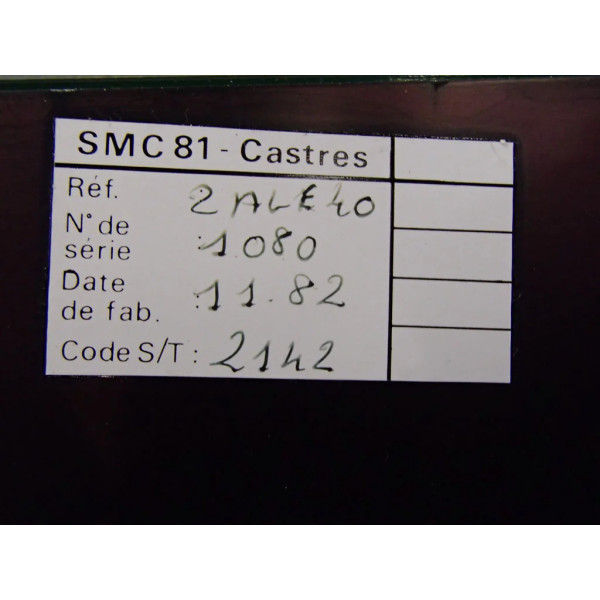 SMC 81 - Castres
Réf. 2ALE40
N° de
série : 1080
Date
de fab. : 11.82
Code S/T : 2142